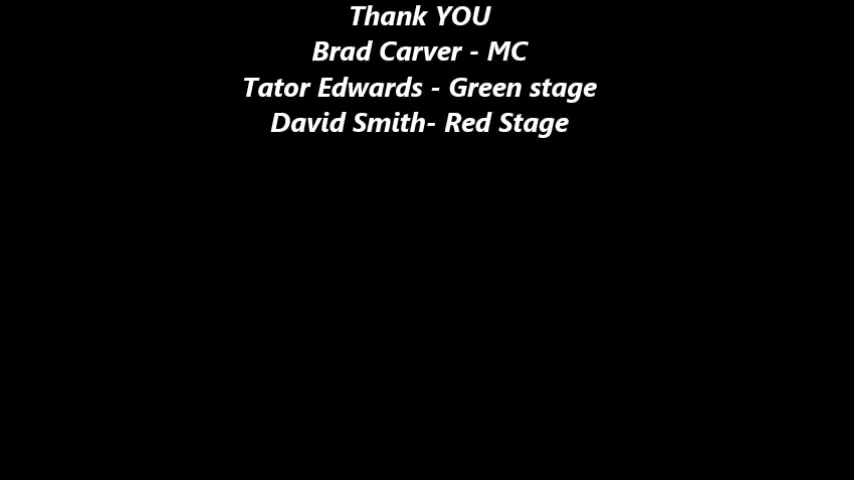 Thank YOU
Brad Carver - MC
Tator Edwards - Green stage
David Smith- Red Stage